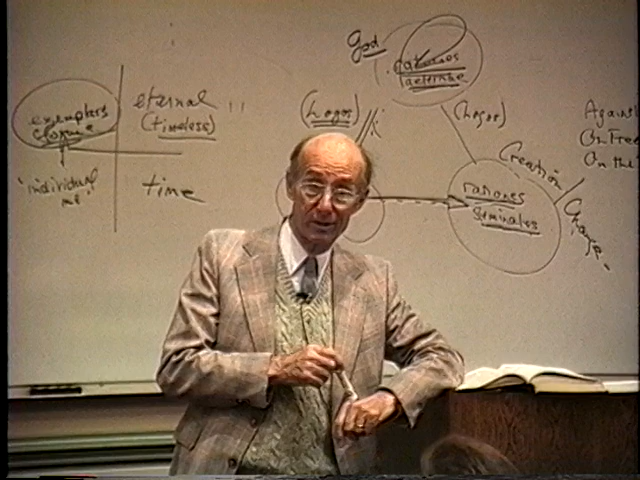 God
rationes
aeternae
exemplars
eternal
(timeless)
"individual
me"
time
(Logos)
(Logos)
Creation
Change
rationes
seminales
Against
On Free
On the